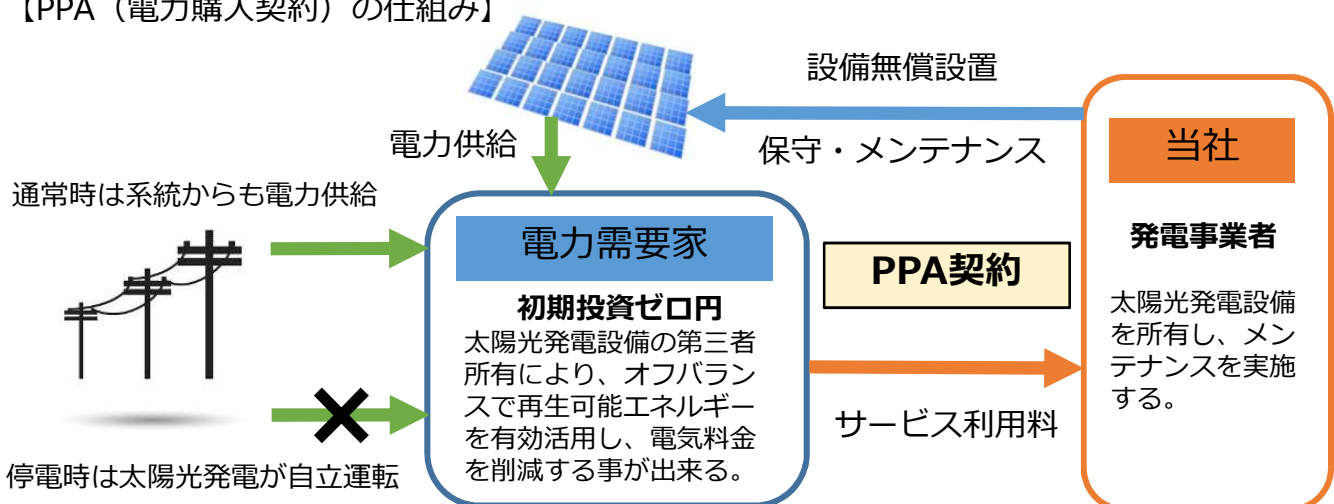 【PPA（電力購入契約）の仕組み】
設備無償設置
電力供給
保守・メンテナンス
当社
通常時は系統からも電力供給
電力需要家
発電事業者
PPA契約
初期投資ゼロ円
太陽光発電設備の第三者
所有により、オフバラン
スで再生可能エネルギー
を有効活用し、電気料金
を削減する事が出来る。
太陽光発電設備
を所有し、メン
テナンスを実施
する。
サービス利用料
停電時は太陽光発電が自立運転